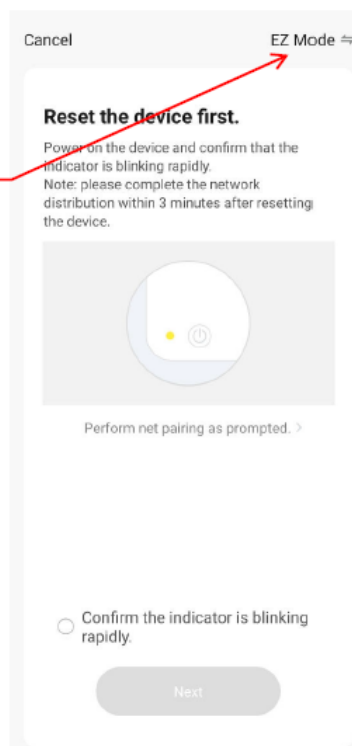 Cancel
EZ Mode ⇋
Reset the device first.
Power on the device and confirm that the
indicator is blinking rapidly.
Note: please complete the network
distribution within 3 minutes after resetting
the device.
Perform net pairing as prompted. >
Confirm the indicator is blinking
rapidly.
Next